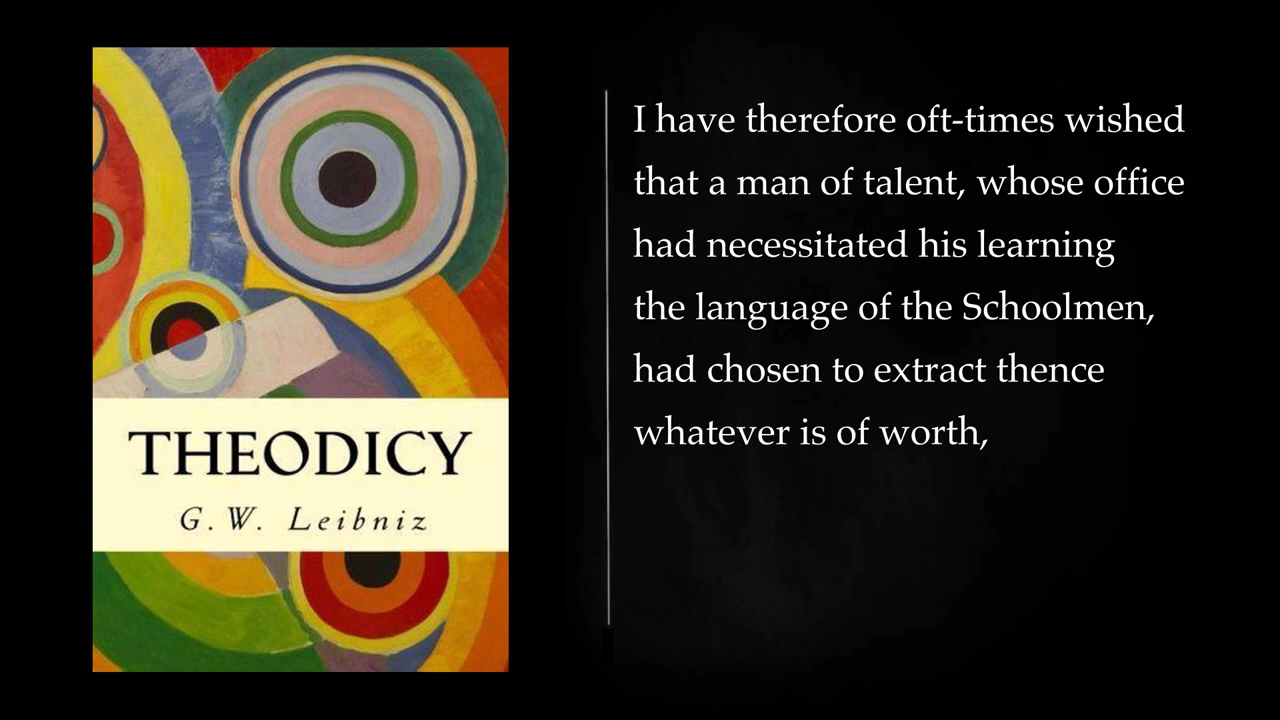 THEODICY
G. W. Leibniz
I have therefore oft-times wished
that a man of talent, whose office
had necessitated his learning
the language of the Schoolmen,
had chosen to extract thence
whatever is of worth,